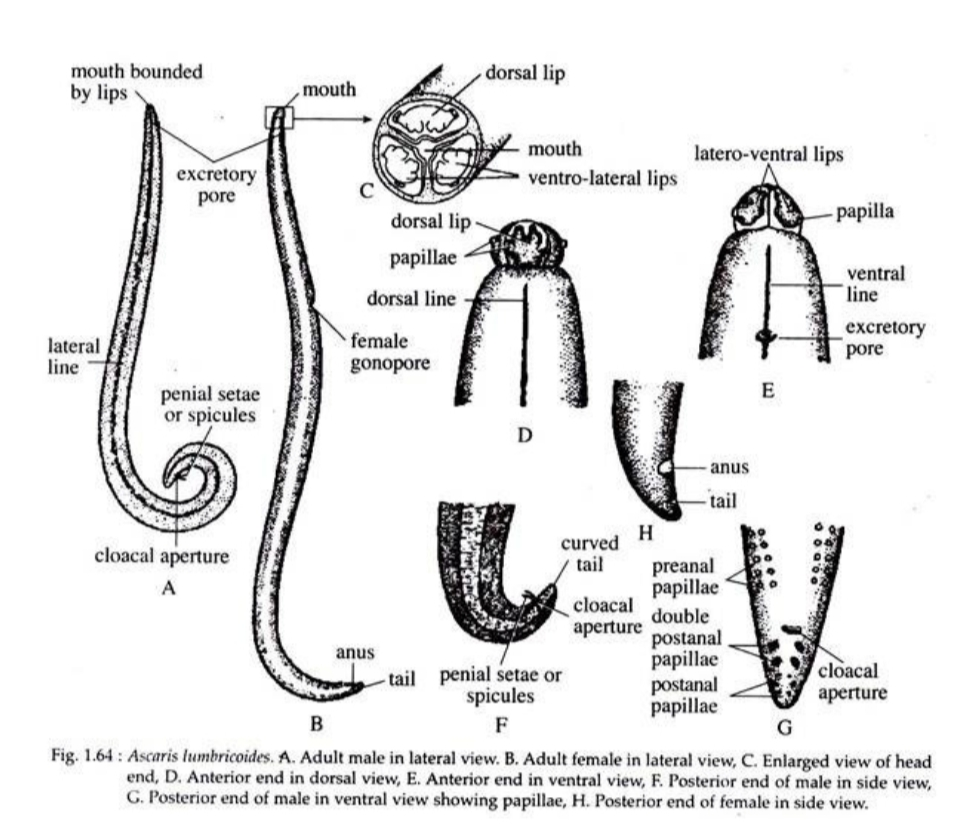 mouth bounded
by lips
mouth
excretory
pore
lateral
line
penial setae
or spicules
cloacal aperture
A
female
gonopore
anus
tail
B
dorsal lip
mouth
ventro-lateral lips
C
dorsal lip
papillae
dorsal line
D
latero-ventral lips
papilla
ventral
line
excretory
pore
E
anus
tail
H
curved
tail
cloacal
aperture
penial setae or
spicules
F
preanal
papillae
double
postanal
papillae
postanal
papillae
cloacal
aperture
G
Fig. 1.64 : Ascaris lumbricoides. A. Adult male in lateral view. B. Adult female in lateral view, C. Enlarged view of head
end, D. Anterior end in dorsal view, E. Anterior end in ventral view, F. Posterior end of male in side view,
G. Posterior end of male in ventral view showing papillae, H. Posterior end of female in side view.